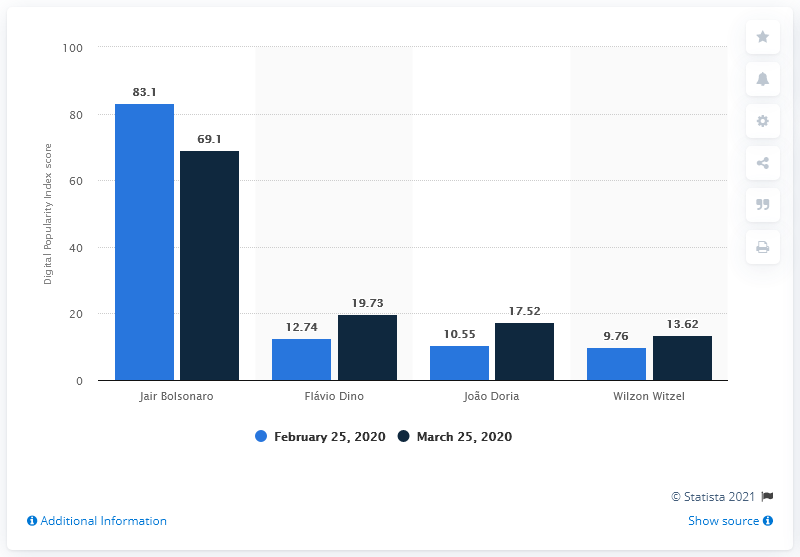 100
80
60
40
20
0
Digital Popularity Index score
83.1
69.1
12.74
19.73
10.55
17.52
9.76
13.62
Jair Bolsonaro
Flávio Dino
João Doria
Wilzon Witzel
February 25, 2020
March 25, 2020
© Statista 2021
Additional Information
Show source